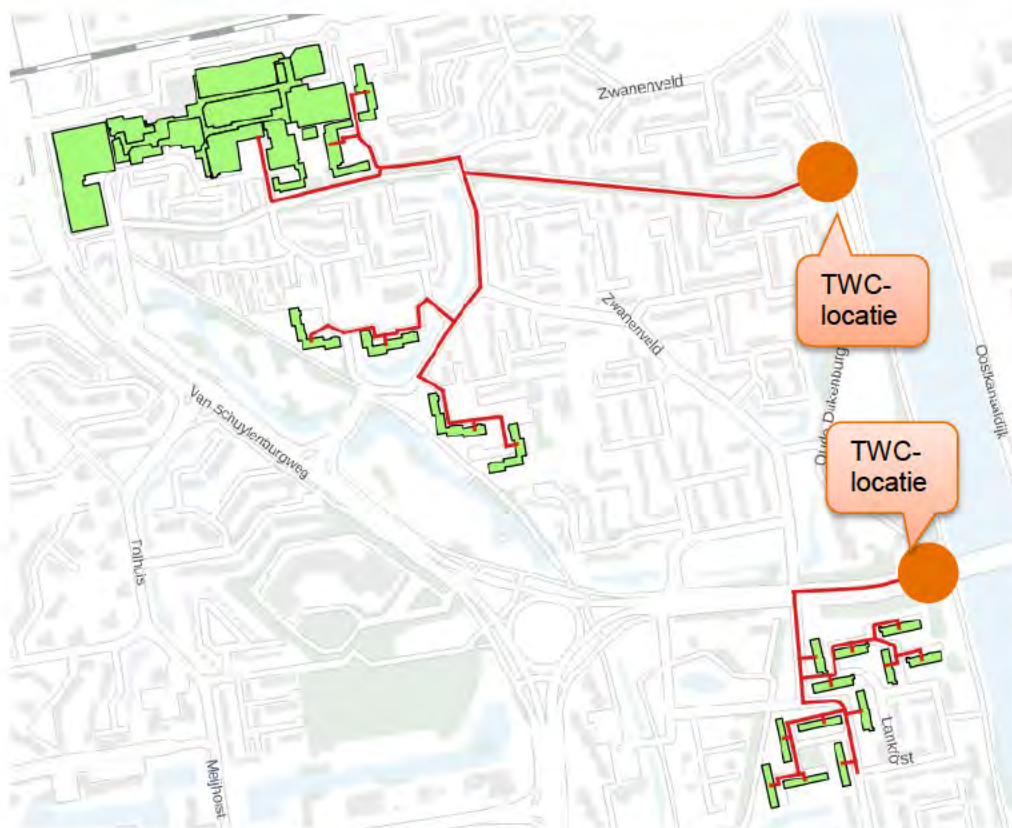 Zwanenveld
TWC-
locatie
Zwanenveld
Oostkanaaldijk
Oude Dukenburg
Van Schuylenburgweg
TWC-
locatie
Tolhuis
Meijhorst
Lankforst